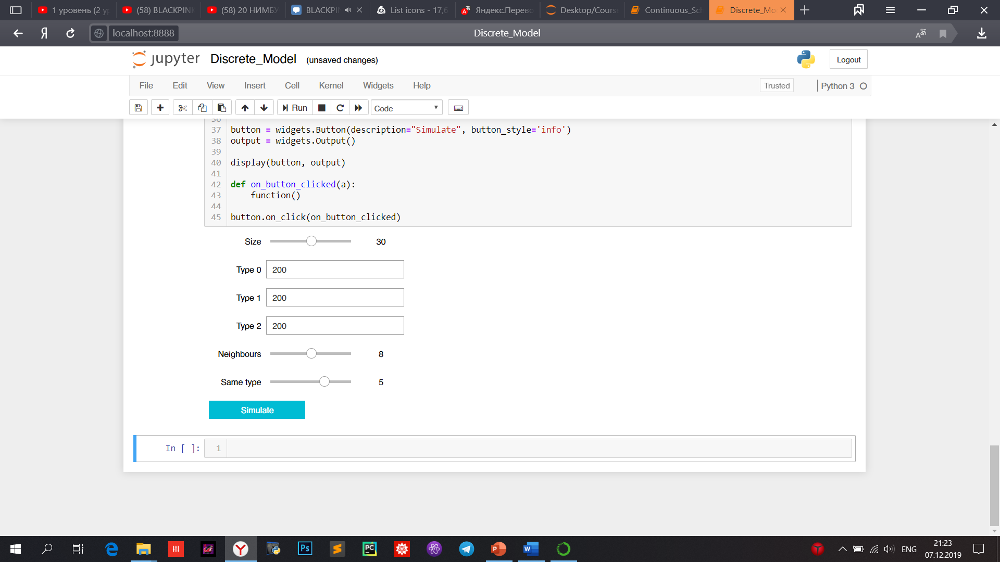 1 уровень (2 у
(58) BLACKPINK
(58) 20 НИМБУ
BLACKPI
List icons - 17,6
Яндекс.Перево
Desktop/Cours
Continuous_Sch
Discrete_Mo
Я
localhost:8888
Discrete_Model
jupyter Discrete_Model (unsaved changes)
Logout
File Edit View Insert Cell Kernel Widgets Help
Trusted
Python 3
Run
Code
36
37 button = widgets.Button(description="Simulate", button_style='info')
38 output = widgets.Output()
39
40 display(button, output)
41
42 def on_button_clicked(a):
43 function()
44
45 button.on_click(on_button_clicked)
Size 30
Type 0 200
Type 1 200
Type 2 200
Neighbours 8
Same type 5
Simulate
In [ ]: 1
Ps
PC
ENG
21:23
07.12.2019